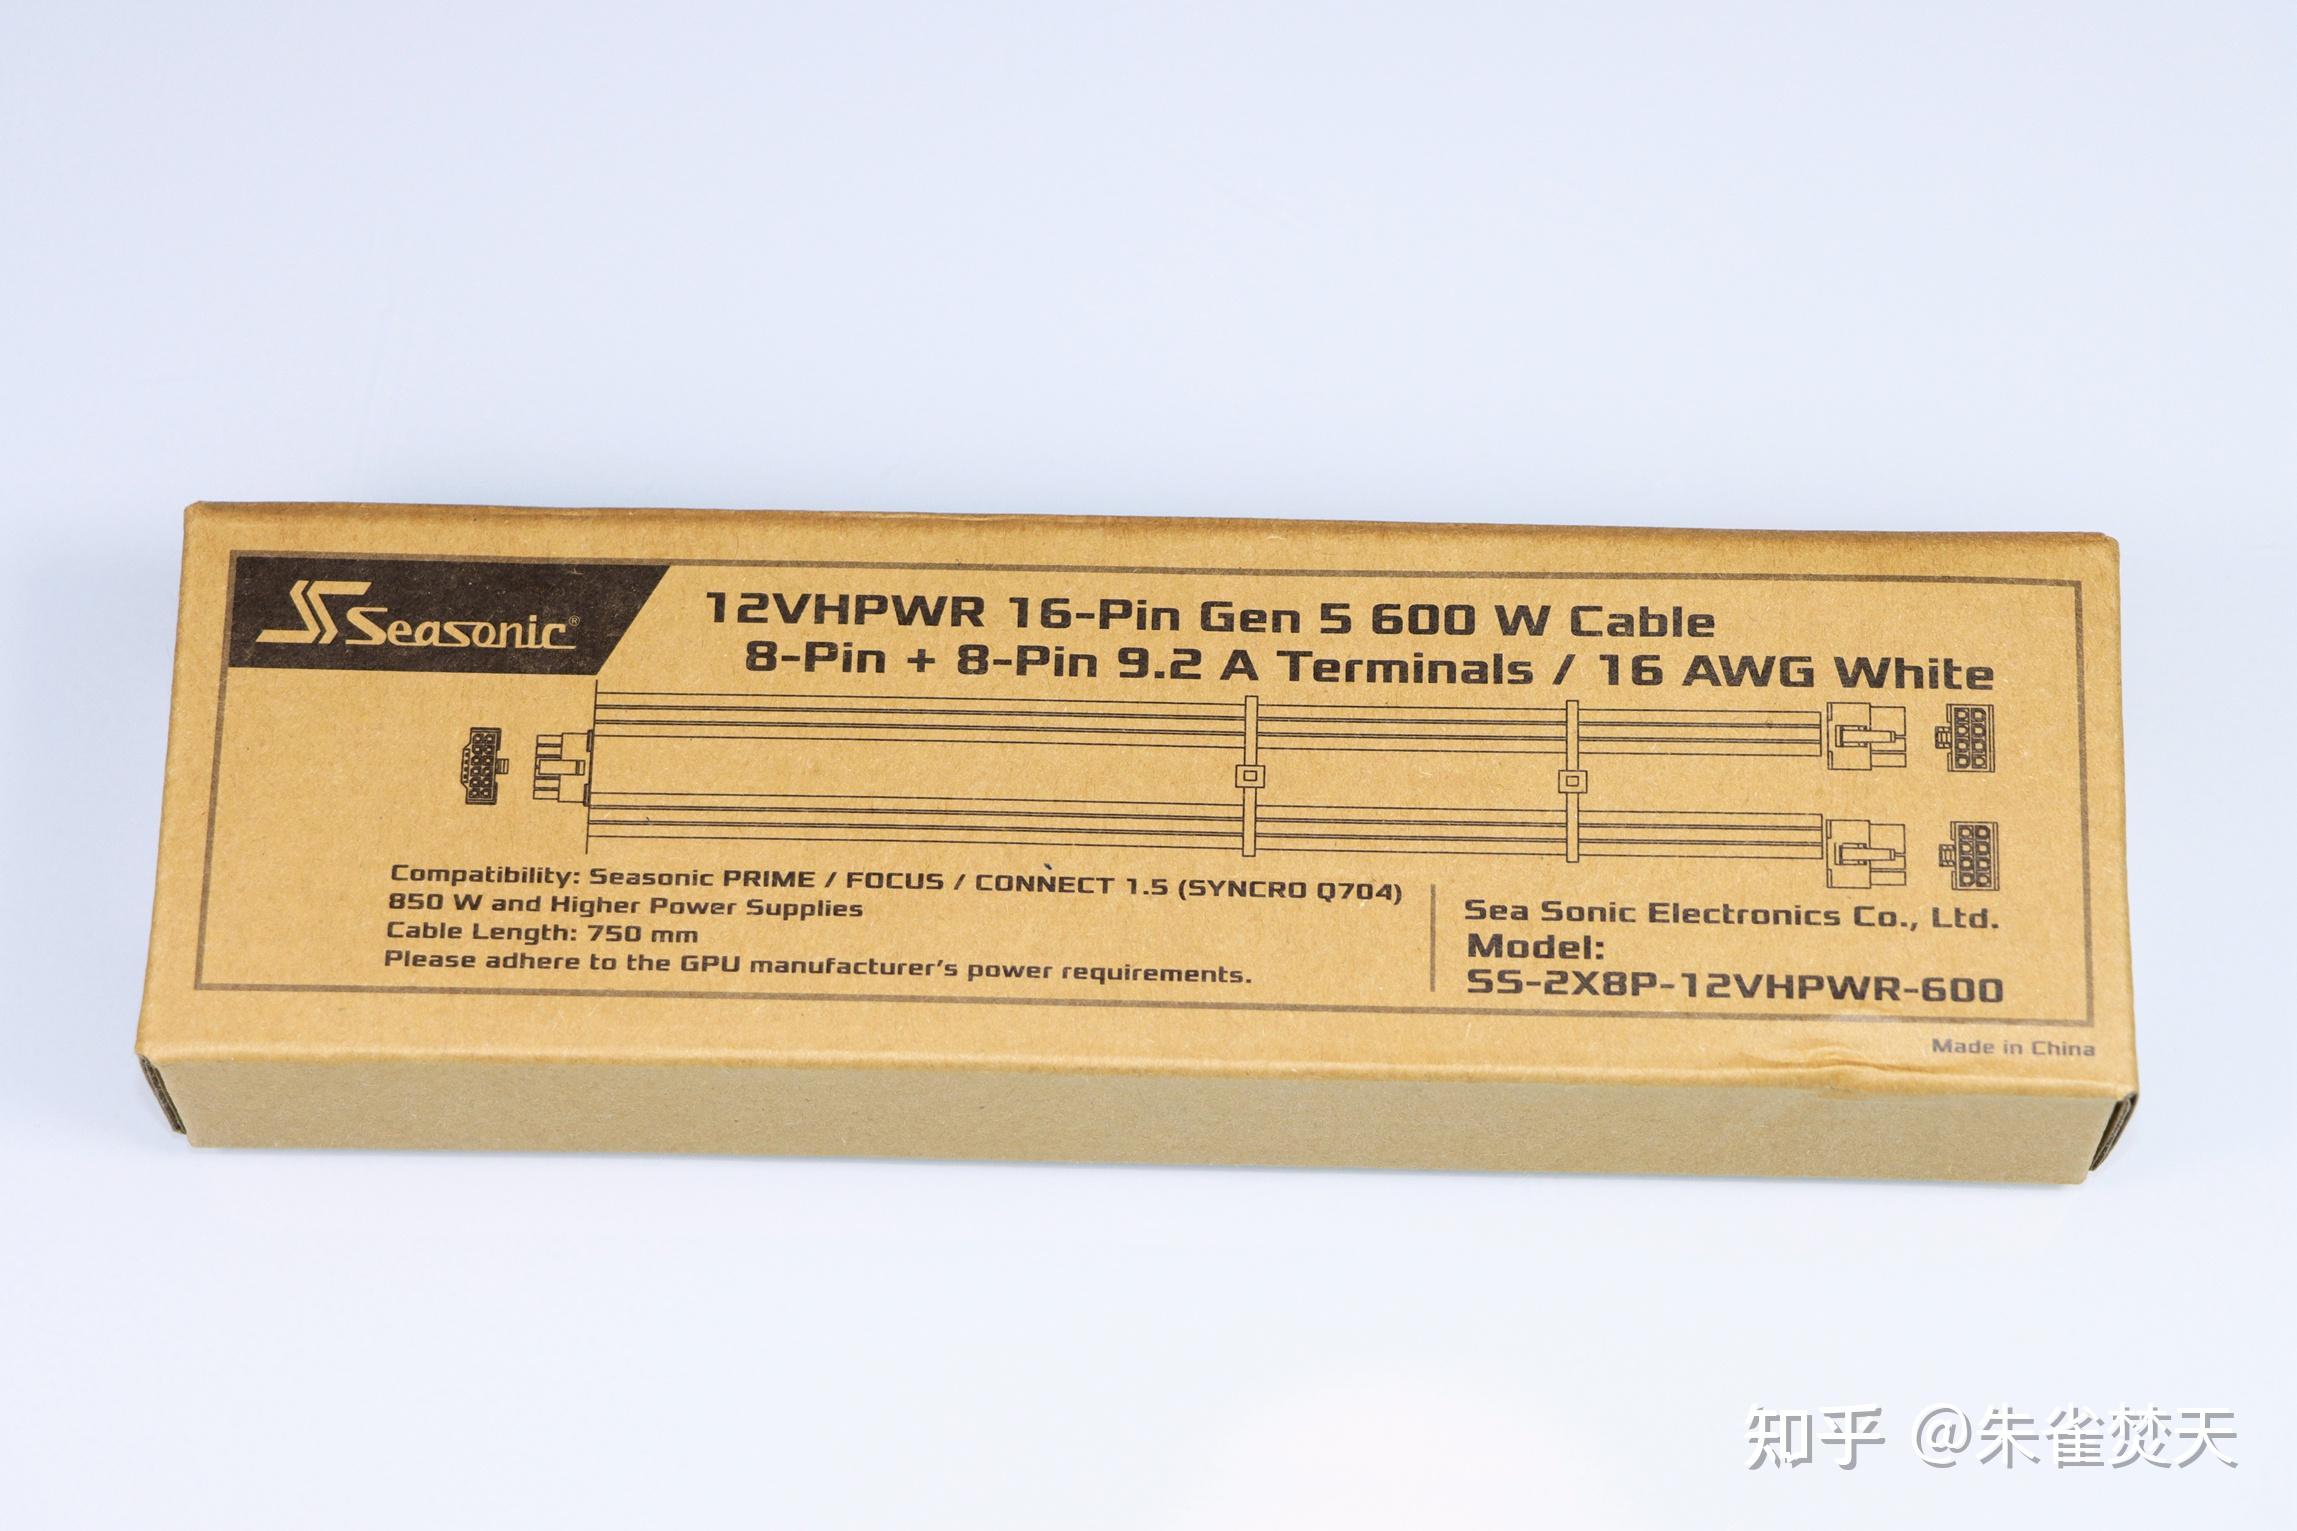 Seasonic®
12VHPWR 16-Pin Gen 5 600 W Cable
8-Pin + 8-Pin 9.2 A Terminals / 16 AWG White
Compatibility: Seasonic PRIME / FOCUS / CONNECT 1.5 (SYNCRO Q704)
850 W and Higher Power Supplies
Cable Length: 750 mm
Please adhere to the GPU manufacturer's power requirements.
Sea Sonic Electronics Co., Ltd.
Model:
SS-2X8P-12VHPWR-600
Made in China
知乎 @朱雀焚天